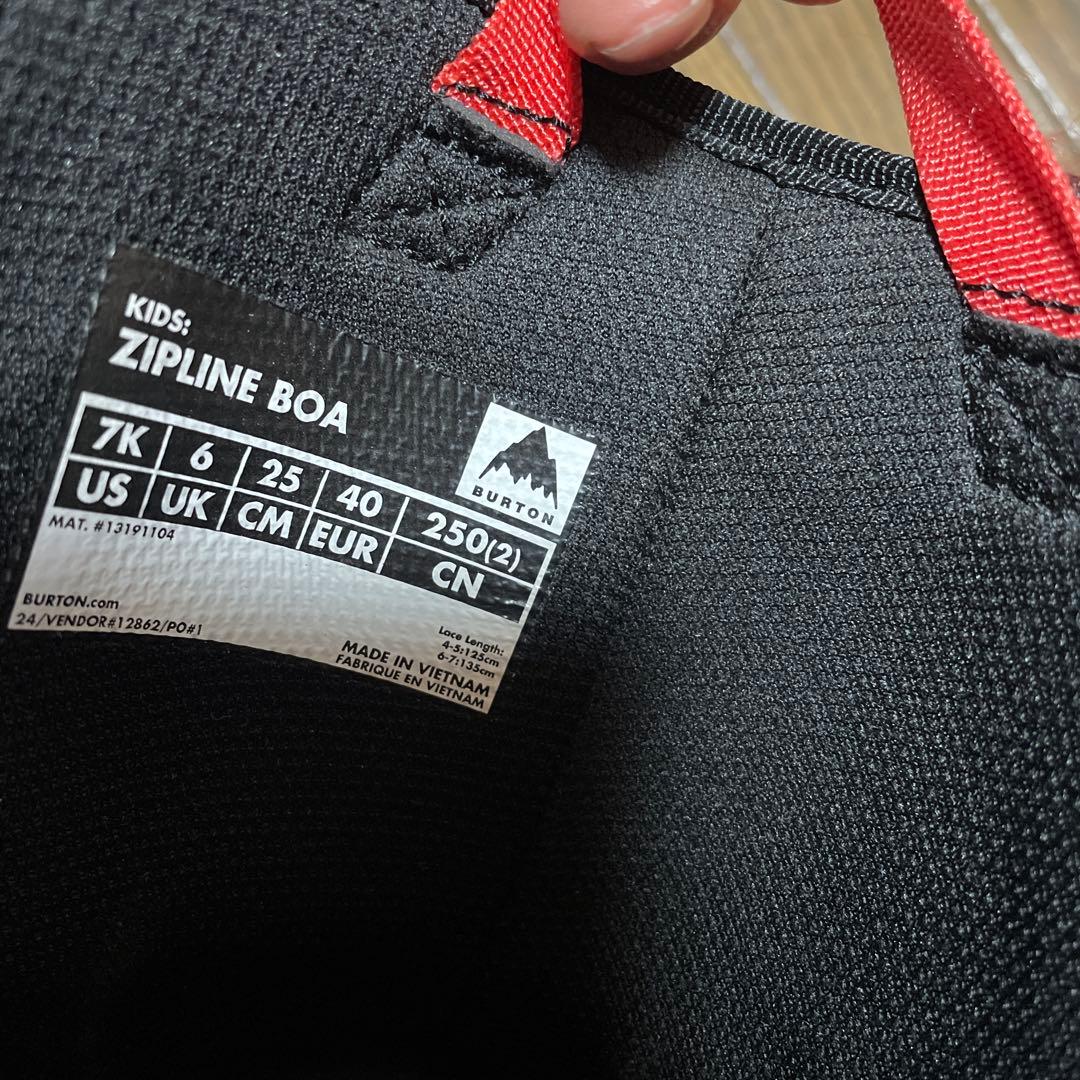 KIDS:
ZIPLINE BOA
BURTON
7K 6 25 40 250(2)
US UK CM EUR CN
MAT. #13191104
BURTON.com
24/VENDOR#12862/PO#1
Lace Length:
4-5:125cm
6-7:135cm
MADE IN VIETNAM
FABRIQUE EN VIETNAM